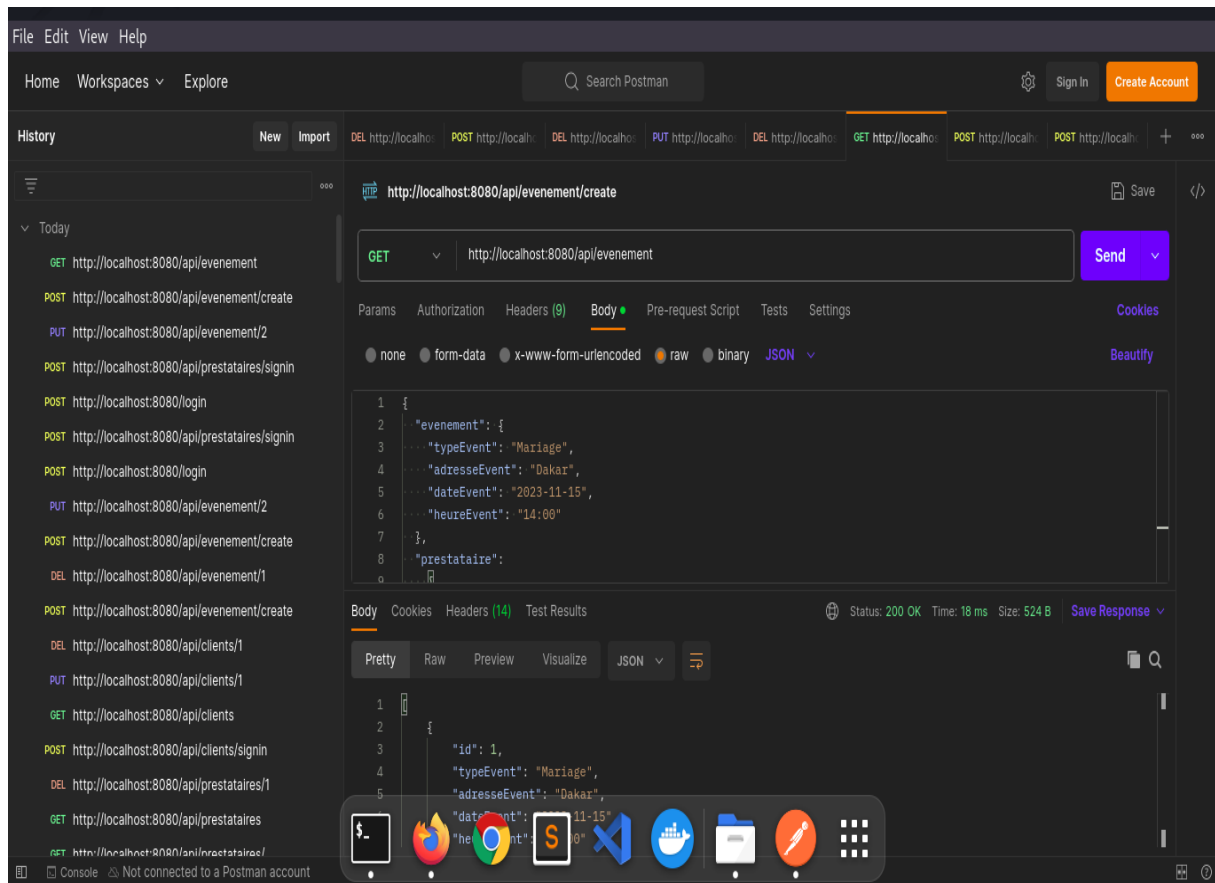 File Edit View Help
Home Workspaces Explore
Search Postman
Sign In
Create Account
History
New Import
DEL http://localhos
POST http://localhc
DEL http://localhos
PUT http://localhos
DEL http://localhos
GET http://localhos
POST http://localhc
POST http://localhc
HTTP http://localhost:8080/api/evenement/create
Save
</>
Today
GET http://localhost:8080/api/evenement
POST http://localhost:8080/api/evenement/create
PUT http://localhost:8080/api/evenement/2
POST http://localhost:8080/api/prestataires/signin
POST http://localhost:8080/login
POST http://localhost:8080/api/prestataires/signin
POST http://localhost:8080/login
PUT http://localhost:8080/api/evenement/2
POST http://localhost:8080/api/evenement/create
DEL http://localhost:8080/api/evenement/1
POST http://localhost:8080/api/evenement/create
DEL http://localhost:8080/api/clients/1
PUT http://localhost:8080/api/clients/1
GET http://localhost:8080/api/clients
POST http://localhost:8080/api/clients/signin
DEL http://localhost:8080/api/prestataires/1
GET http://localhost:8080/api/prestataires
GET http://localhost:8080/api/prestataires/
GET http://localhost:8080/api/evenement
Send
Params Authorization Headers (9) Body Pre-request Script Tests Settings
Cookies
none form-data x-www-form-urlencoded raw binary JSON
Beautify
1 {
2 "evenement": {
3 "typeEvent": "Mariage",
4 "adresseEvent": "Dakar",
5 "dateEvent": "2023-11-15",
6 "heureEvent": "14:00"
7 },
8 "prestataire":
9 [
Body Cookies Headers (14) Test Results
Status: 200 OK Time: 18 ms Size: 524 B
Save Response
Pretty Raw Preview Visualize JSON
1 [
2 {
3 "id": 1,
4 "typeEvent": "Mariage",
5 "adresseEvent": "Dakar",
$_
S
Console Not connected to a Postman account